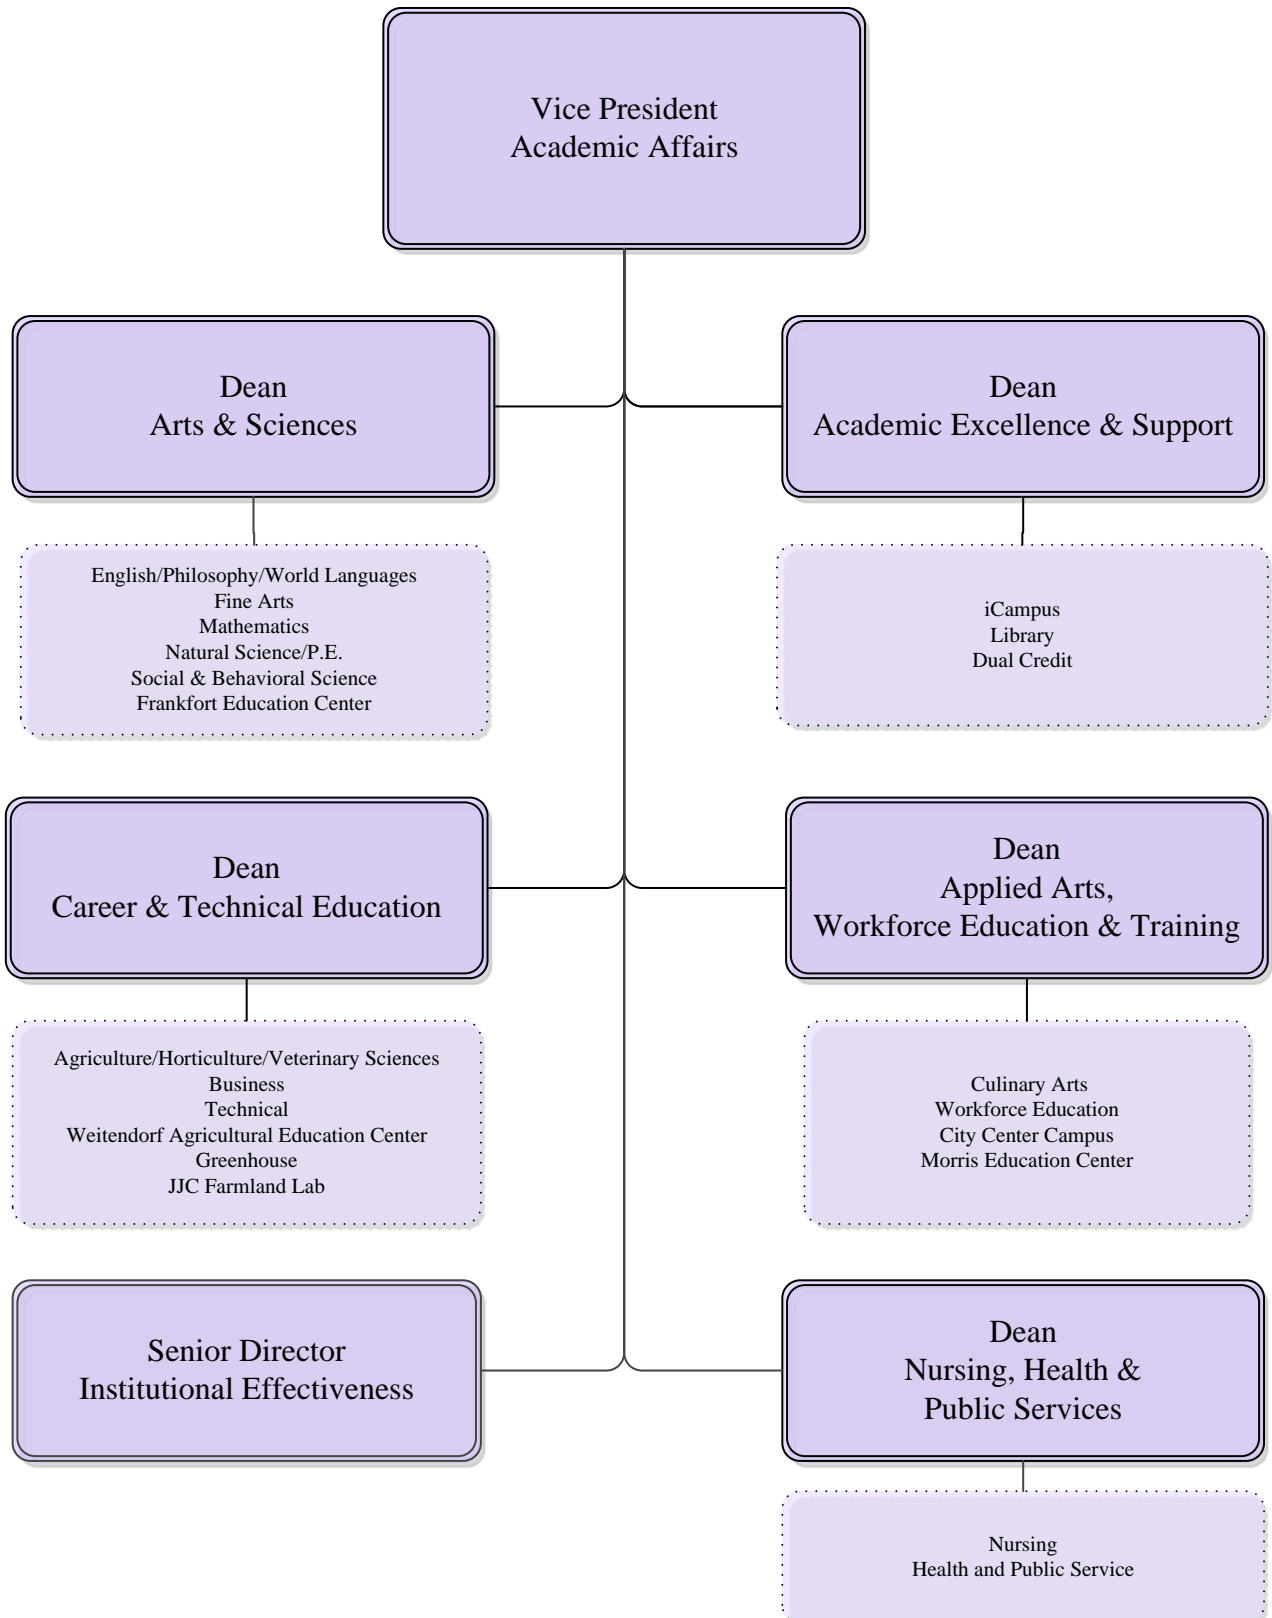 Vice President
Academic Affairs
Dean
Arts & Sciences
Dean
Academic Excellence & Support
English/Philosophy/World Languages
Fine Arts
Mathematics
Natural Science/P.E.
Social & Behavioral Science
Frankfort Education Center
iCampus
Library
Dual Credit
Dean
Career & Technical Education
Dean
Applied Arts,
Workforce Education & Training
Agriculture/Horticulture/Veterinary Sciences
Business
Technical
Weitendorf Agricultural Education Center
Greenhouse
JJC Farmland Lab
Culinary Arts
Workforce Education
City Center Campus
Morris Education Center
Senior Director
Institutional Effectiveness
Dean
Nursing, Health &
Public Services
Nursing
Health and Public Service